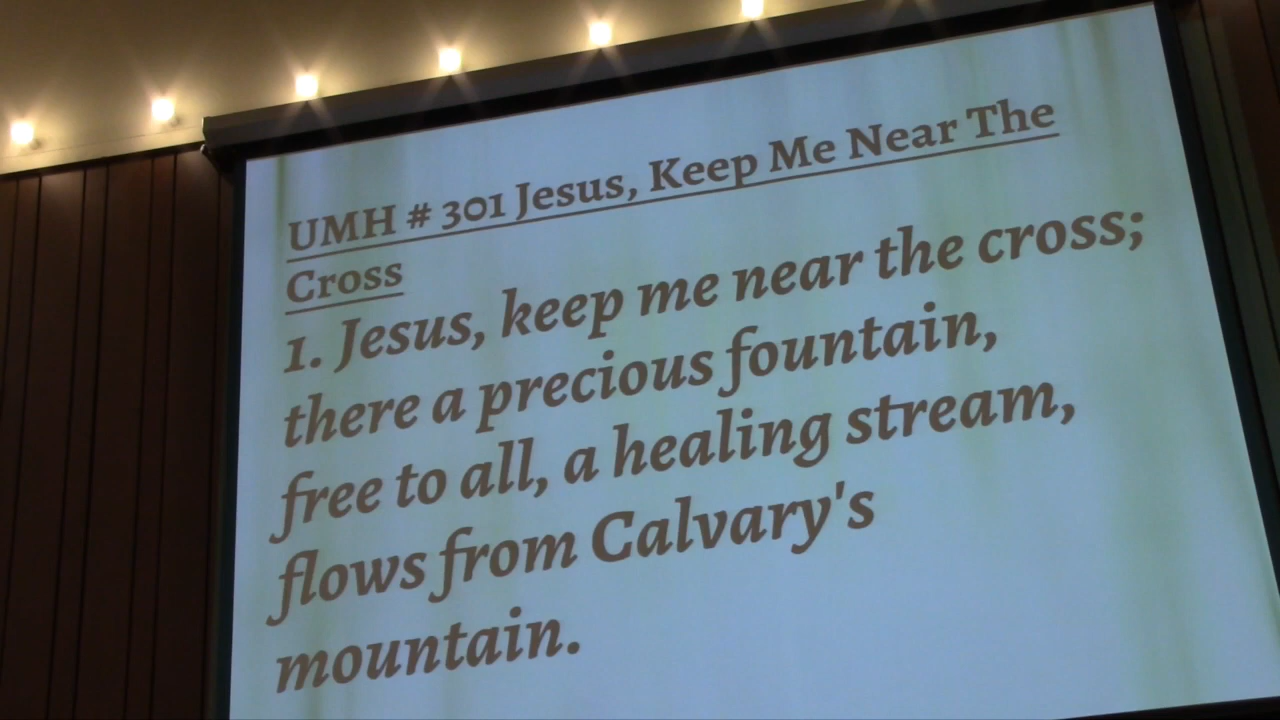 UMH # 301 Jesus, Keep Me Near The
Cross
1. Jesus, keep me near the cross;
there a precious fountain,
free to all, a healing stream,
flows from Calvary's
mountain.